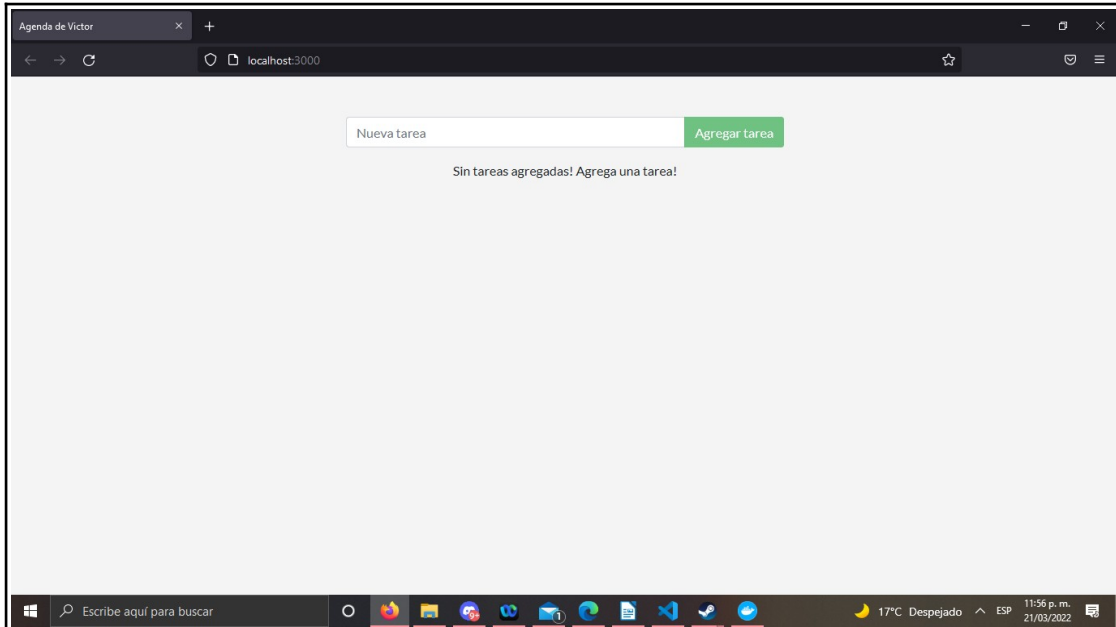 Agenda de Victor
localhost:3000
Nueva tarea
Agregar tarea
Sin tareas agregadas! Agrega una tarea!
Escribe aquí para buscar
1
17°C Despejado
ESP
11:56 p. m.
21/03/2022